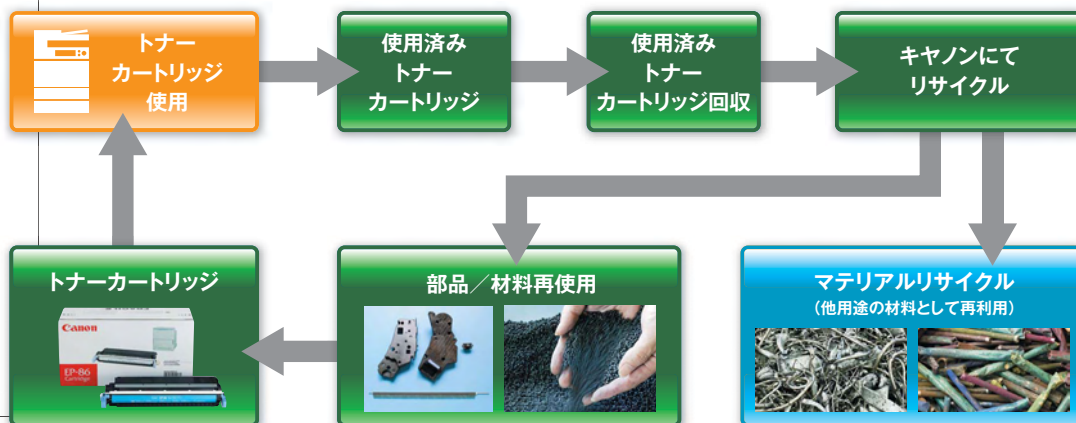 トナー
カートリッジ
使用
使用済み
トナー
カートリッジ
使用済み
トナー
カートリッジ回収
キヤノンにて
リサイクル
トナーカートリッジ
Canon
EP-86
Cartridge
部品／材料再使用
マテリアルリサイクル
（他用途の材料として再利用）